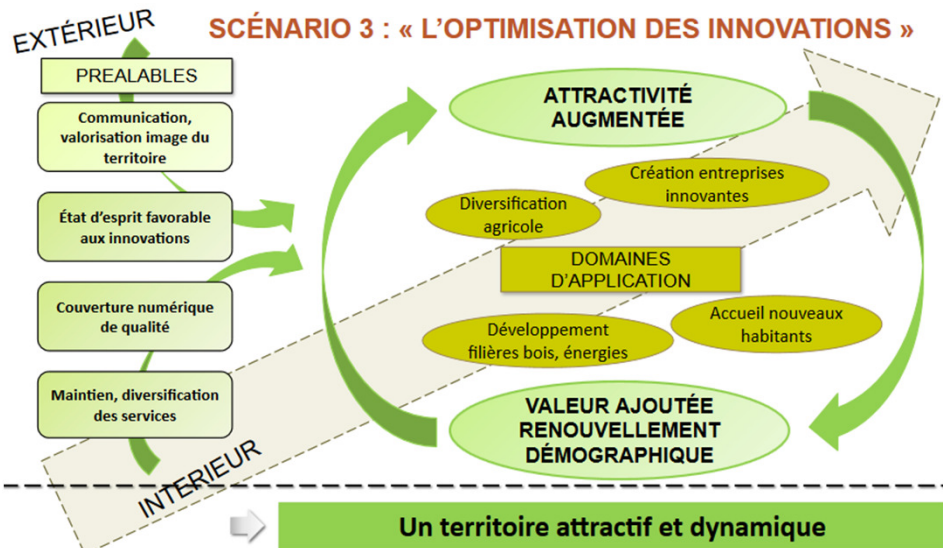 SCÉNARIO 3 : « L'OPTIMISATION DES INNOVATIONS »
EXTÉRIEUR
PREALABLES
Communication,
valorisation image du
territoire
État d'esprit favorable
aux innovations
Couverture numérique
de qualité
Maintien, diversification
des services
INTERIEUR
ATTRACTIVITÉ
AUGMENTÉE
Création entreprises
innovantes
Diversification
agricole
DOMAINES
D'APPLICATION
Développement
filières bois, énergies
Accueil nouveaux
habitants
VALEUR AJOUTÉE
RENOUVELLEMENT
DÉMOGRAPHIQUE
Un territoire attractif et dynamique